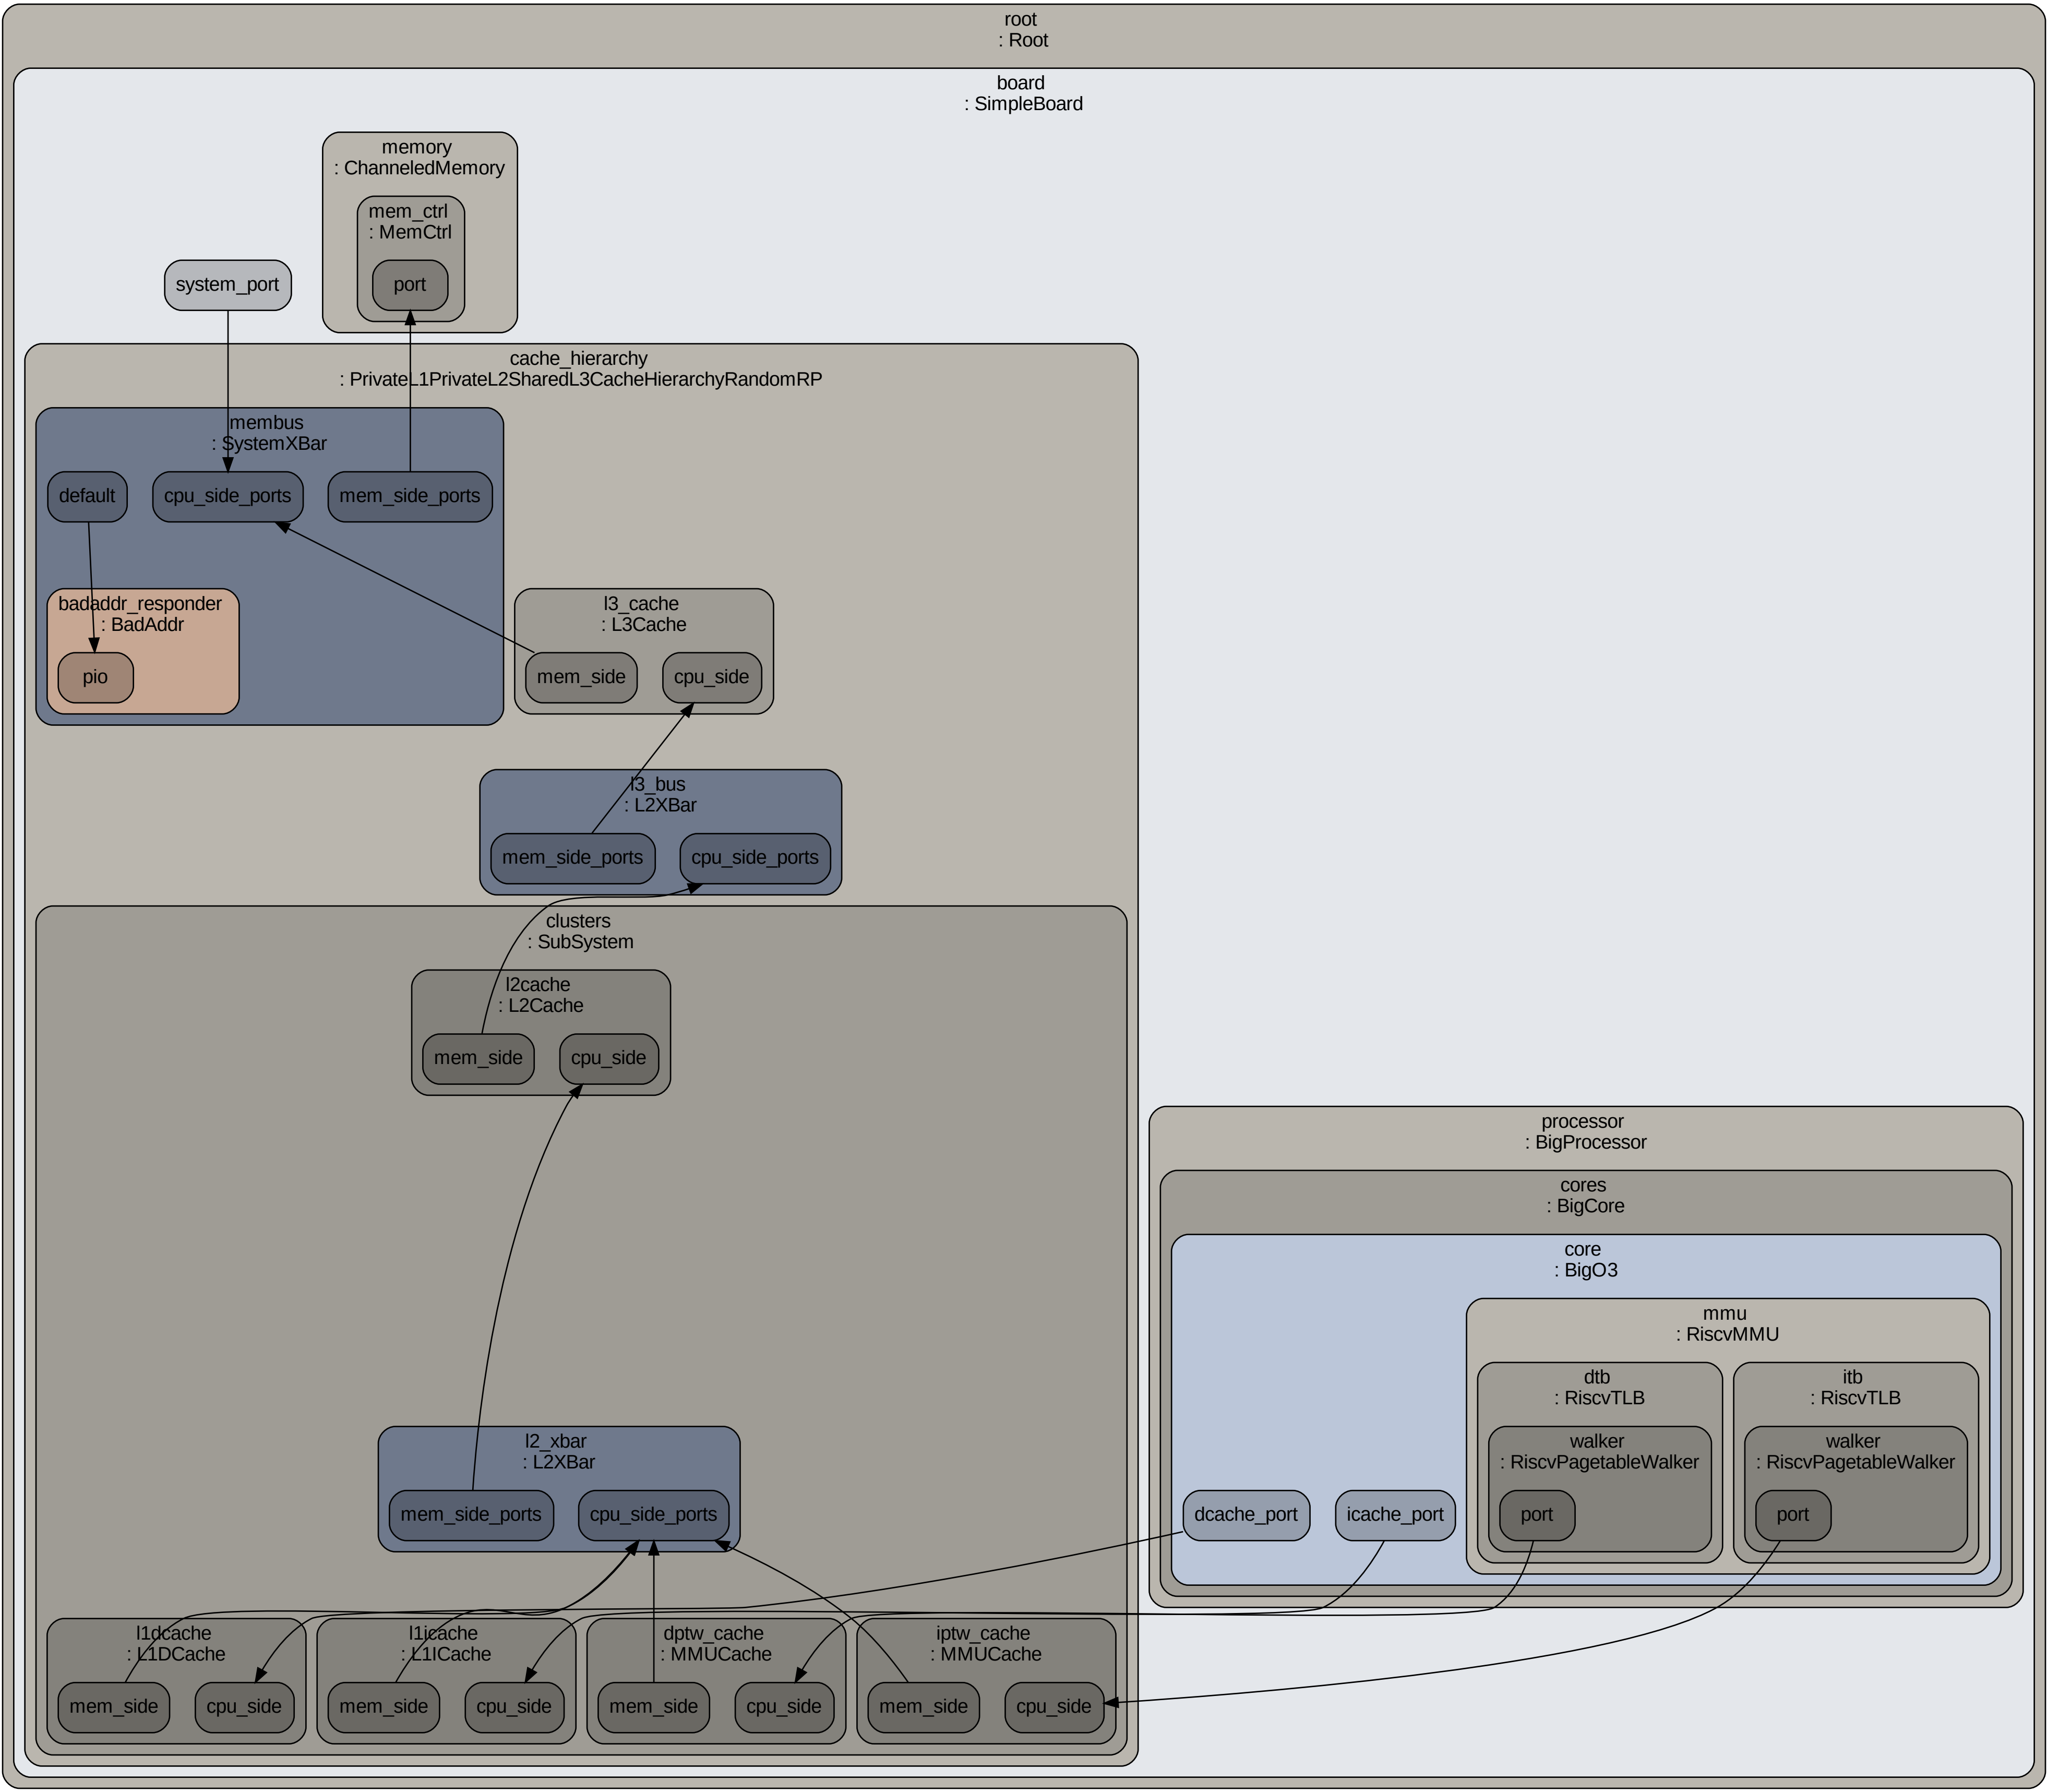 root
: Root
board
: SimpleBoard
memory
: ChanneledMemory
mem_ctrl
: MemCtrl
system_port
port
cache_hierarchy
: PrivateL1PrivateL2SharedL3CacheHierarchyRandomRP
membus
: SystemXBar
default
cpu_side_ports
mem_side_ports
badaddr_responder
: BadAddr
pio
l3_cache
: L3Cache
mem_side
cpu_side
l3_bus
: L2XBar
mem_side_ports
cpu_side_ports
clusters
: SubSystem
l2cache
: L2Cache
mem_side
cpu_side
processor
: BigProcessor
cores
: BigCore
core
: BigO3
mmu
: RiscvMMU
dtb
: RiscvTLB
itb
: RiscvTLB
walker
: RiscvPagetableWalker
walker
: RiscvPagetableWalker
l2_xbar
: L2XBar
mem_side_ports
cpu_side_ports
dcache_port
icache_port
port
port
l1dcache
: L1DCache
mem_side
cpu_side
l1icache
: L1ICache
mem_side
cpu_side
dptw_cache
: MMUCache
mem_side
cpu_side
iptw_cache
: MMUCache
mem_side
cpu_side